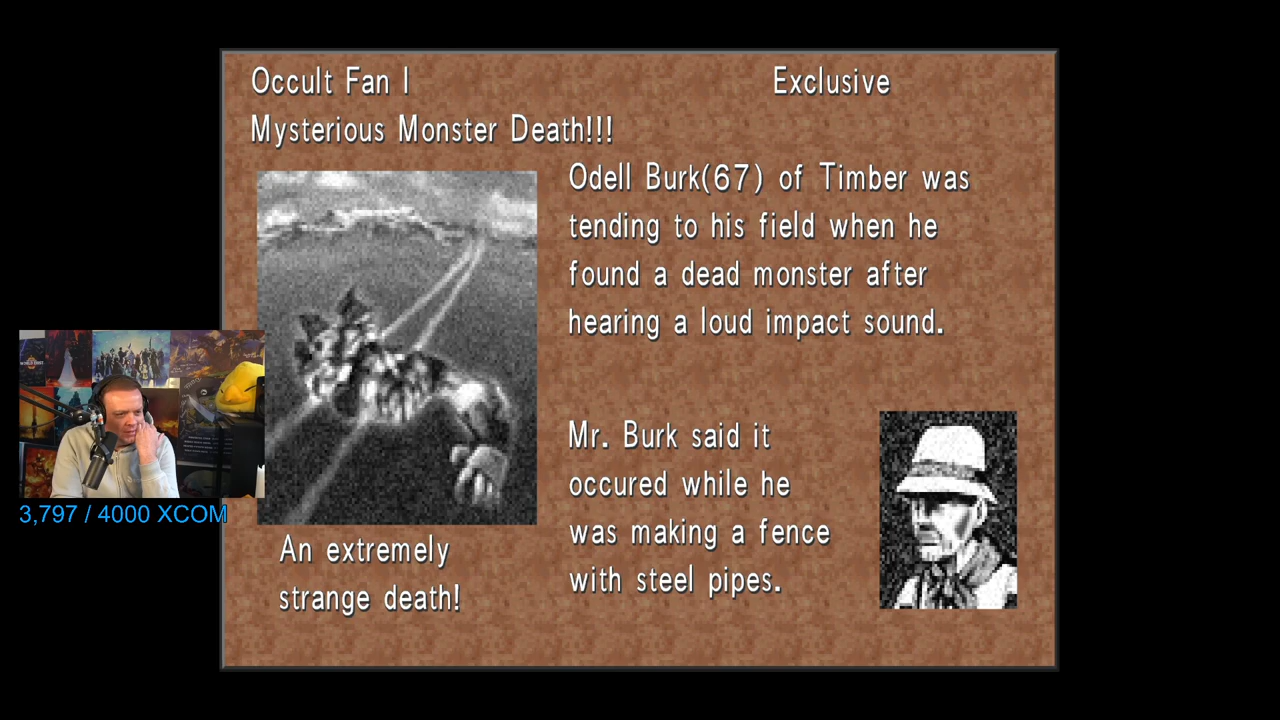 Occult Fan I
Exclusive
Mysterious Monster Death!!!
Odell Burk(67) of Timber was
tending to his field when he
found a dead monster after
hearing a loud impact sound.
Mr. Burk said it
occured while he
was making a fence
with steel pipes.
An extremely
strange death!
3,797 / 4000 XCOM